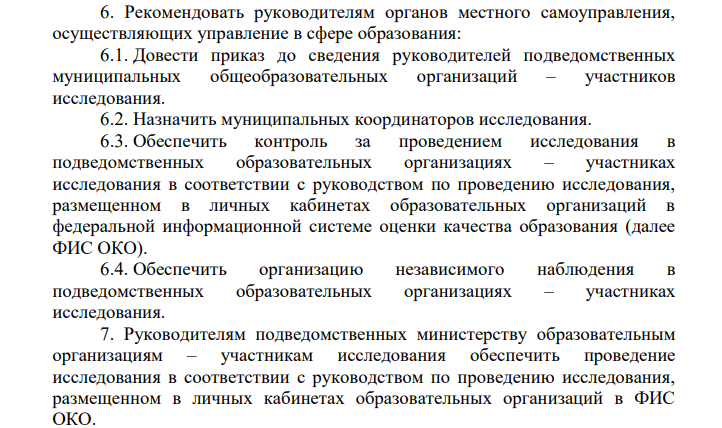 6. Рекомендовать руководителям органов местного самоуправления,
осуществляющих управление в сфере образования:
6.1. Довести приказ до сведения руководителей подведомственных
муниципальных общеобразовательных организаций – участников
исследования.
6.2. Назначить муниципальных координаторов исследования.
6.3. Обеспечить контроль за проведением исследования в
подведомственных образовательных организациях – участниках
исследования в соответствии с руководством по проведению исследования,
размещенном в личных кабинетах образовательных организаций в
федеральной информационной системе оценки качества образования (далее
ФИС ОКО).
6.4. Обеспечить организацию независимого наблюдения в
подведомственных образовательных организациях – участниках
исследования.
7. Руководителям подведомственных министерству образовательным
организациям – участникам исследования обеспечить проведение
исследования в соответствии с руководством по проведению исследования,
размещенном в личных кабинетах образовательных организаций в ФИС
ОКО.